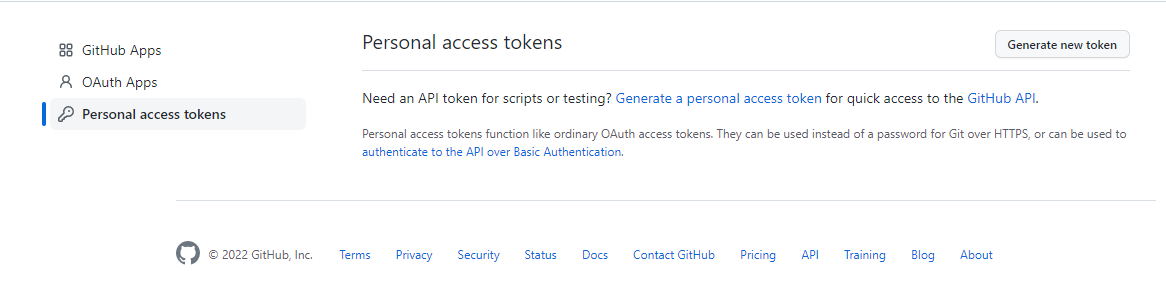 GitHub Apps
OAuth Apps
Personal access tokens
Personal access tokens
Generate new token
Need an API token for scripts or testing? Generate a personal access token for quick access to the GitHub API.
Personal access tokens function like ordinary OAuth access tokens. They can be used instead of a password for Git over HTTPS, or can be used to
authenticate to the API over Basic Authentication.
© 2022 GitHub, Inc. Terms Privacy Security Status Docs Contact GitHub Pricing API Training Blog About